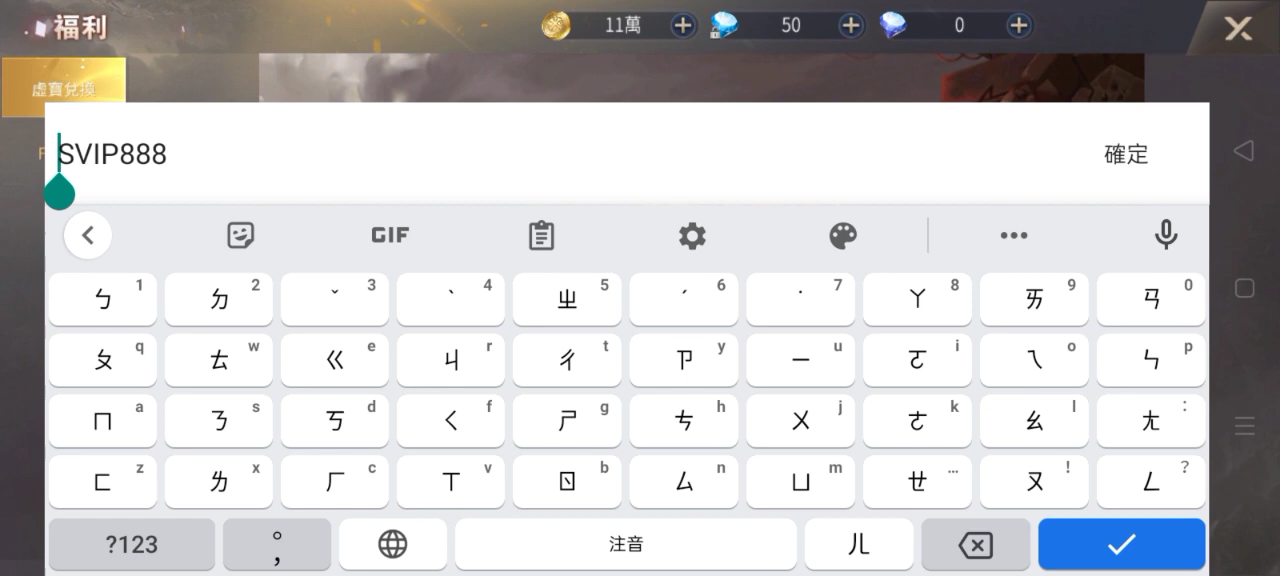 福利
11萬
50
0
虛寶兌換
SVIP888
確定
GIF
ㄅ 1 ㄉ 2 ˇ 3 ˋ 4 ㄓ 5 ˊ 6 ˙ 7 ㄚ 8 ㄞ 9 ㄢ 0
ㄆ q ㄊ w ㄍ e ㄐ r ㄔ t ㄗ y ㄧ u ㄛ i ㄟ o ㄣ p
ㄇ a ㄋ s ㄎ d ㄑ f ㄕ g ㄘ h ㄨ j ㄜ k ㄠ l ㄤ :
ㄈ z ㄌ x ㄏ c ㄒ v ㄖ b ㄙ n ㄩ m ㄝ … ㄡ ! ㄥ ?
?123 ° , 注音 ㄦ